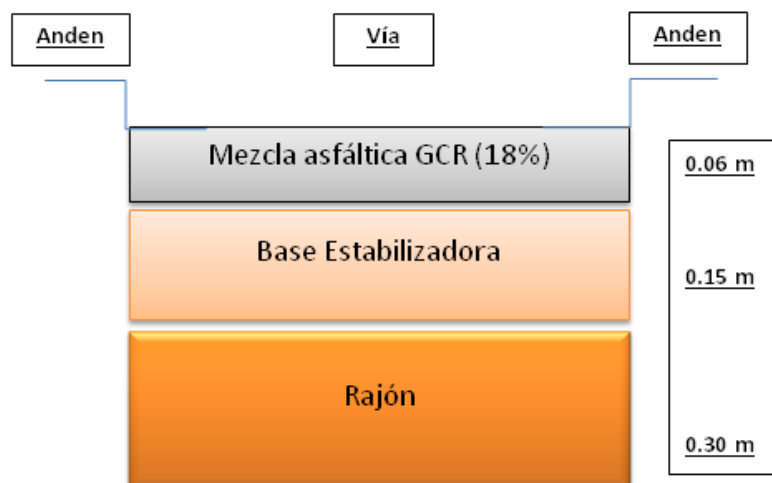 Anden
Vía
Anden
Mezcla asfáltica GCR (18%)
0.06 m
Base Estabilizadora
0.15 m
Rajón
0.30 m